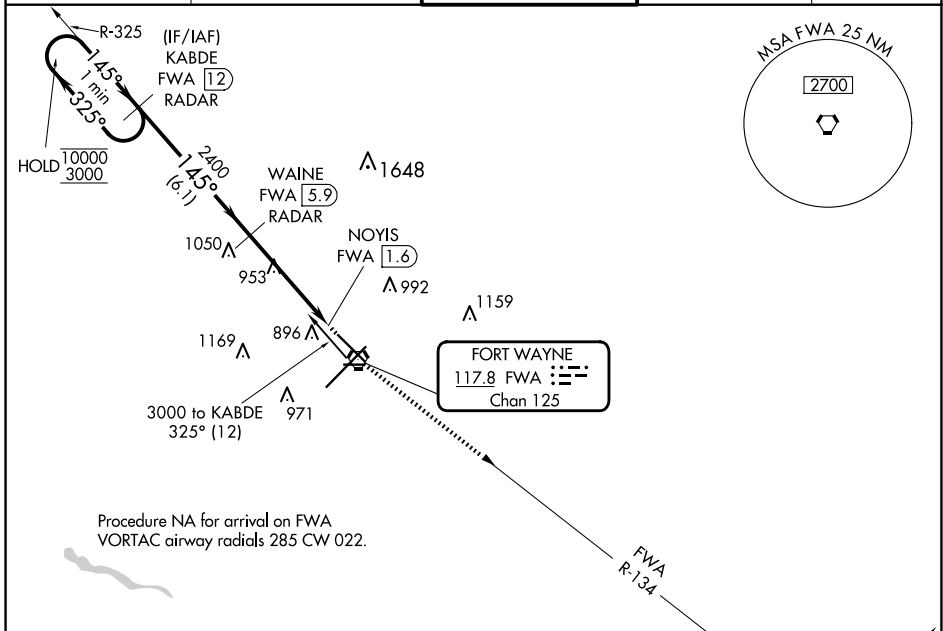 R-325
(IF/IAF)
KABDE
FWA 12
RADAR
145°
1 min
325°
HOLD 10000
3000
MSA FWA 25 NM
2700
2400
145°
(6.1)
1648
WAINE
FWA 5.9
RADAR
1050
953
NOYIS
FWA 1.6
992
1159
896
1169
971
3000 to KABDE
325° (12)
FORT WAYNE
117.8 FWA
Chan 125
Procedure NA for arrival on FWA
VORTAC airway radials 285 CW 022.
FWA
R-134